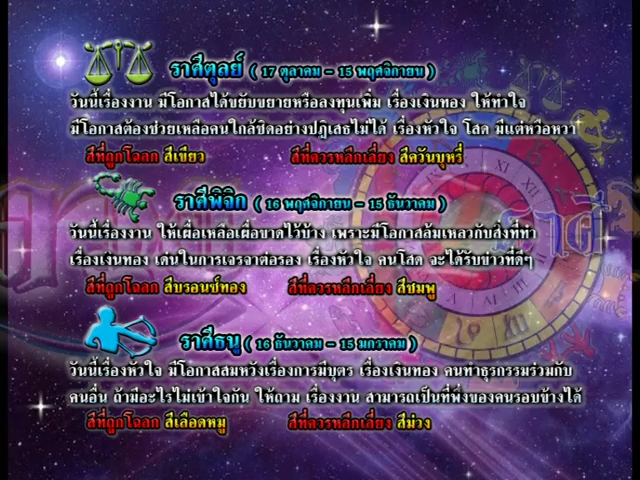 ราศีตุลย์ ( 17 ตุลาคม - 15 พฤศจิกายน )
วันนี้เรื่องงาน มีโอกาสได้ขยับขยายหรือลงทุนเพิ่ม เรื่องเงินทอง ให้ทำใจ
มีโอกาสต้องช่วยเหลือคนใกล้ชิดอย่างปฏิเสธไม่ได้ เรื่องหัวใจ โสด มีแต่หวือหวา
สีที่ถูกโฉลก สีเขียว สีที่ควรหลีกเลี่ยง สีควันบุหรี่
ราศีพิจิก ( 16 พฤศจิกายน - 15 ธันวาคม )
วันนี้เรื่องงาน ให้เผื่อเหลือเผื่อขาดไว้บ้าง เพราะมีโอกาสล้มเหลวกับสิ่งที่ทำ
เรื่องเงินทอง เด่นในการเจรจาต่อรอง เรื่องหัวใจ คนโสด จะได้รับข่าวที่ดีๆ
สีที่ถูกโฉลก สีบรอนซ์ทอง สีที่ควรหลีกเลี่ยง สีชมพู
ราศีธนู ( 16 ธันวาคม - 15 มกราคม )
วันนี้เรื่องหัวใจ มีโอกาสสมหวังเรื่องการมีบุตร เรื่องเงินทอง คนทำธุรกรรมร่วมกับ
คนอื่น ถ้ามีอะไรไม่เข้าใจกัน ให้ถาม เรื่องงาน สามารถเป็นที่พึ่งของคนรอบข้างได้
สีที่ถูกโฉลก สีเลือดหมู สีที่ควรหลีกเลี่ยง สีม่วง